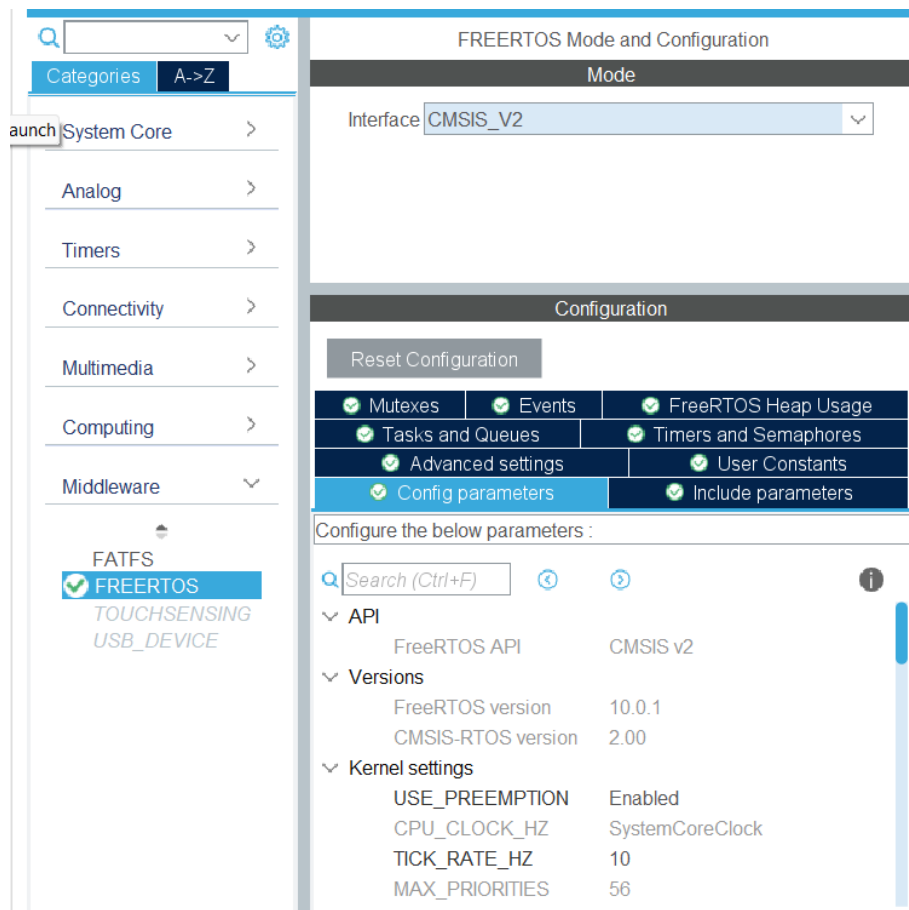 FREERTOS Mode and Configuration
Categories A->Z
Mode
aunch
System Core
Interface CMSIS_V2
Analog
Timers
Connectivity
Multimedia
Computing
Middleware
FATFS
FREERTOS
TOUCHSENSING
USB_DEVICE
Configuration
Reset Configuration
Mutexes Events FreeRTOS Heap Usage
Tasks and Queues Timers and Semaphores
Advanced settings User Constants
Config parameters Include parameters
Configure the below parameters :
Search (Ctrl+F)
API
FreeRTOS API CMSIS v2
Versions
FreeRTOS version 10.0.1
CMSIS-RTOS version 2.00
Kernel settings
USE_PREEMPTION Enabled
CPU_CLOCK_HZ SystemCoreClock
TICK_RATE_HZ 10
MAX_PRIORITIES 56